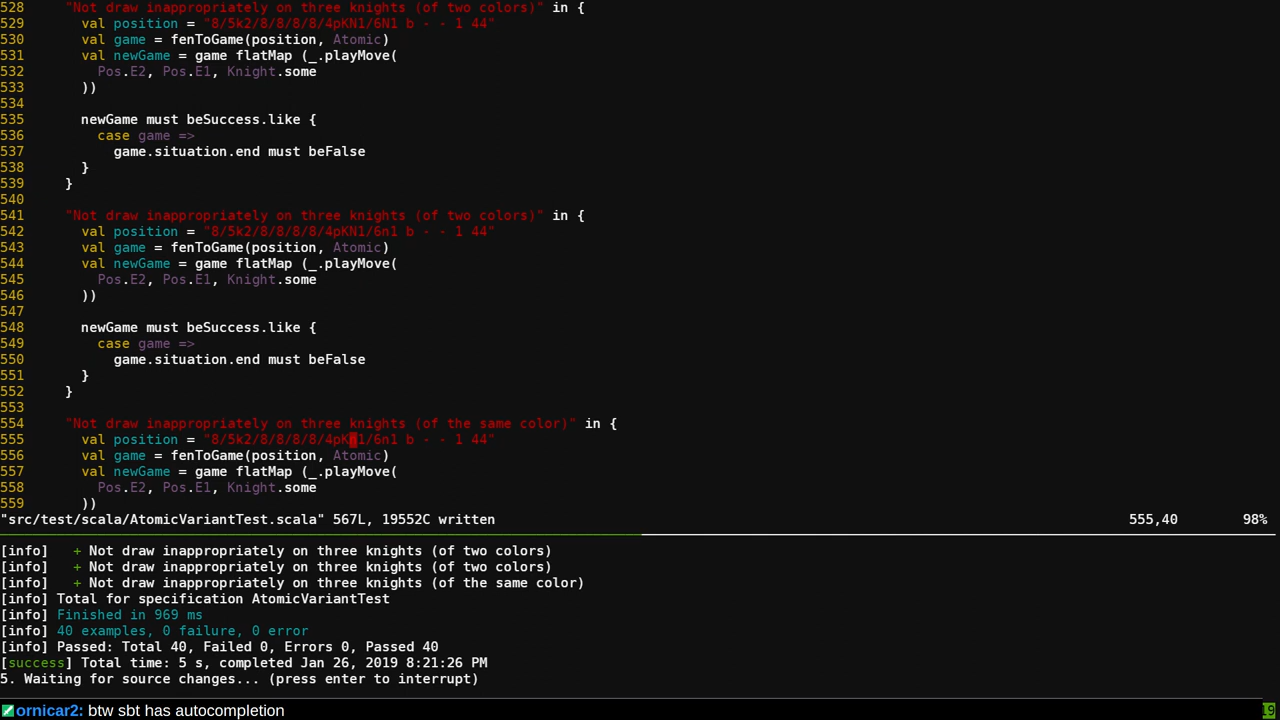 528     "Not draw inappropriately on three knights (of two colors)" in {
529       val position = "8/5k2/8/8/8/8/4pKN1/6N1 b - - 1 44"
530       val game = fenToGame(position, Atomic)
531       val newGame = game flatMap (_.playMove(
532         Pos.E2, Pos.E1, Knight.some
533       ))
534
535       newGame must beSuccess.like {
536         case game =>
537           game.situation.end must beFalse
538       }
539     }
540
541     "Not draw inappropriately on three knights (of two colors)" in {
542       val position = "8/5k2/8/8/8/8/4pKN1/6n1 b - - 1 44"
543       val game = fenToGame(position, Atomic)
544       val newGame = game flatMap (_.playMove(
545         Pos.E2, Pos.E1, Knight.some
546       ))
547
548       newGame must beSuccess.like {
549         case game =>
550           game.situation.end must beFalse
551       }
552     }
553
554     "Not draw inappropriately on three knights (of the same color)" in {
555       val position = "8/5k2/8/8/8/8/4pKn1/6n1 b - - 1 44"
556       val game = fenToGame(position, Atomic)
557       val newGame = game flatMap (_.playMove(
558         Pos.E2, Pos.E1, Knight.some
559       ))
"src/test/scala/AtomicVariantTest.scala" 567L, 19552C written 555,40 98%
[info]   + Not draw inappropriately on three knights (of two colors)
[info]   + Not draw inappropriately on three knights (of two colors)
[info]   + Not draw inappropriately on three knights (of the same color)
[info] Total for specification AtomicVariantTest
[info] Finished in 969 ms
[info] 40 examples, 0 failure, 0 error
[info] Passed: Total 40, Failed 0, Errors 0, Passed 40
[success] Total time: 5 s, completed Jan 26, 2019 8:21:26 PM
5. Waiting for source changes... (press enter to interrupt)
ornicar2: btw sbt has autocompletion